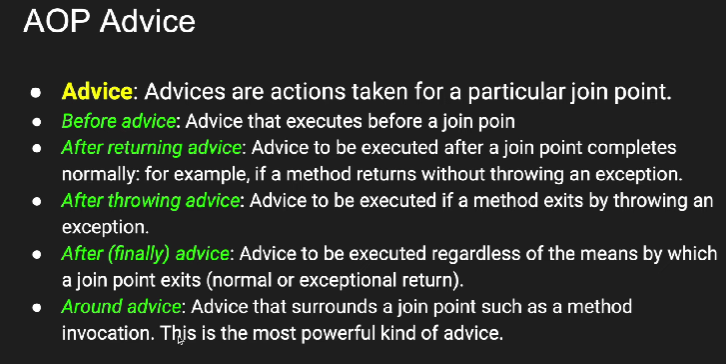 AOP Advice
● Advice: Advices are actions taken for a particular join point.
● Before advice: Advice that executes before a join poin
● After returning advice: Advice to be executed after a join point completes
normally: for example, if a method returns without throwing an exception.
● After throwing advice: Advice to be executed if a method exits by throwing an
exception.
● After (finally) advice: Advice to be executed regardless of the means by which
a join point exits (normal or exceptional return).
● Around advice: Advice that surrounds a join point such as a method
invocation. This is the most powerful kind of advice.